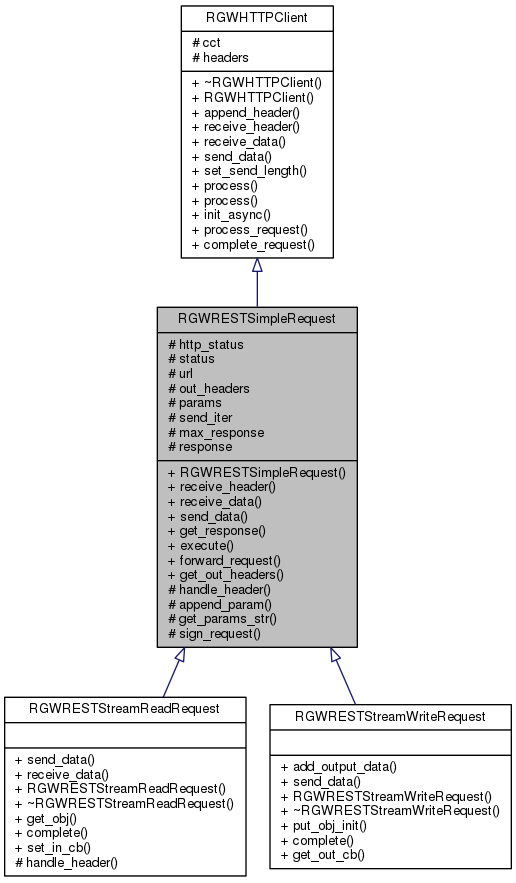 RGWHTTPClient
# cct
# headers
+ ~RGWHTTPClient()
+ RGWHTTPClient()
+ append_header()
+ receive_header()
+ receive_data()
+ send_data()
+ set_send_length()
+ process()
+ process()
+ init_async()
+ process_request()
+ complete_request()
RGWRESTSimpleRequest
# http_status
# status
# url
# out_headers
# params
# send_iter
# max_response
# response
+ RGWRESTSimpleRequest()
+ receive_header()
+ receive_data()
+ send_data()
+ get_response()
+ execute()
+ forward_request()
+ get_out_headers()
# handle_header()
# append_param()
# get_params_str()
# sign_request()
RGWRESTStreamReadRequest
+ send_data()
+ receive_data()
+ RGWRESTStreamReadRequest()
+ ~RGWRESTStreamReadRequest()
+ get_obj()
+ complete()
+ set_in_cb()
# handle_header()
RGWRESTStreamWriteRequest
+ add_output_data()
+ send_data()
+ RGWRESTStreamWriteRequest()
+ ~RGWRESTStreamWriteRequest()
+ put_obj_init()
+ complete()
+ get_out_cb()